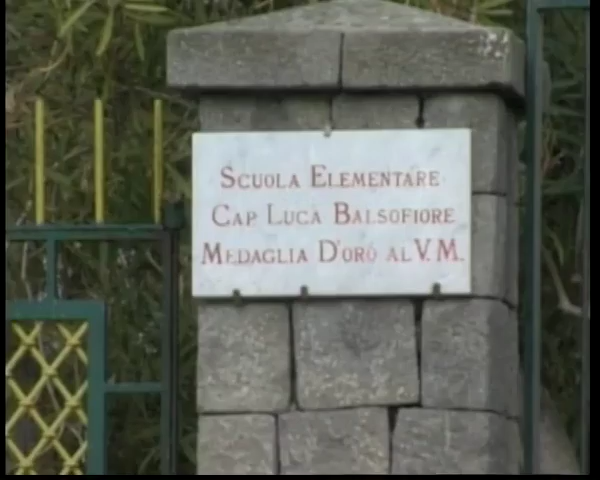 SCUOLA ELEMENTARE
CAP LUCA BALSOFIORE
MEDAGLIA D'ORO AL V.M.